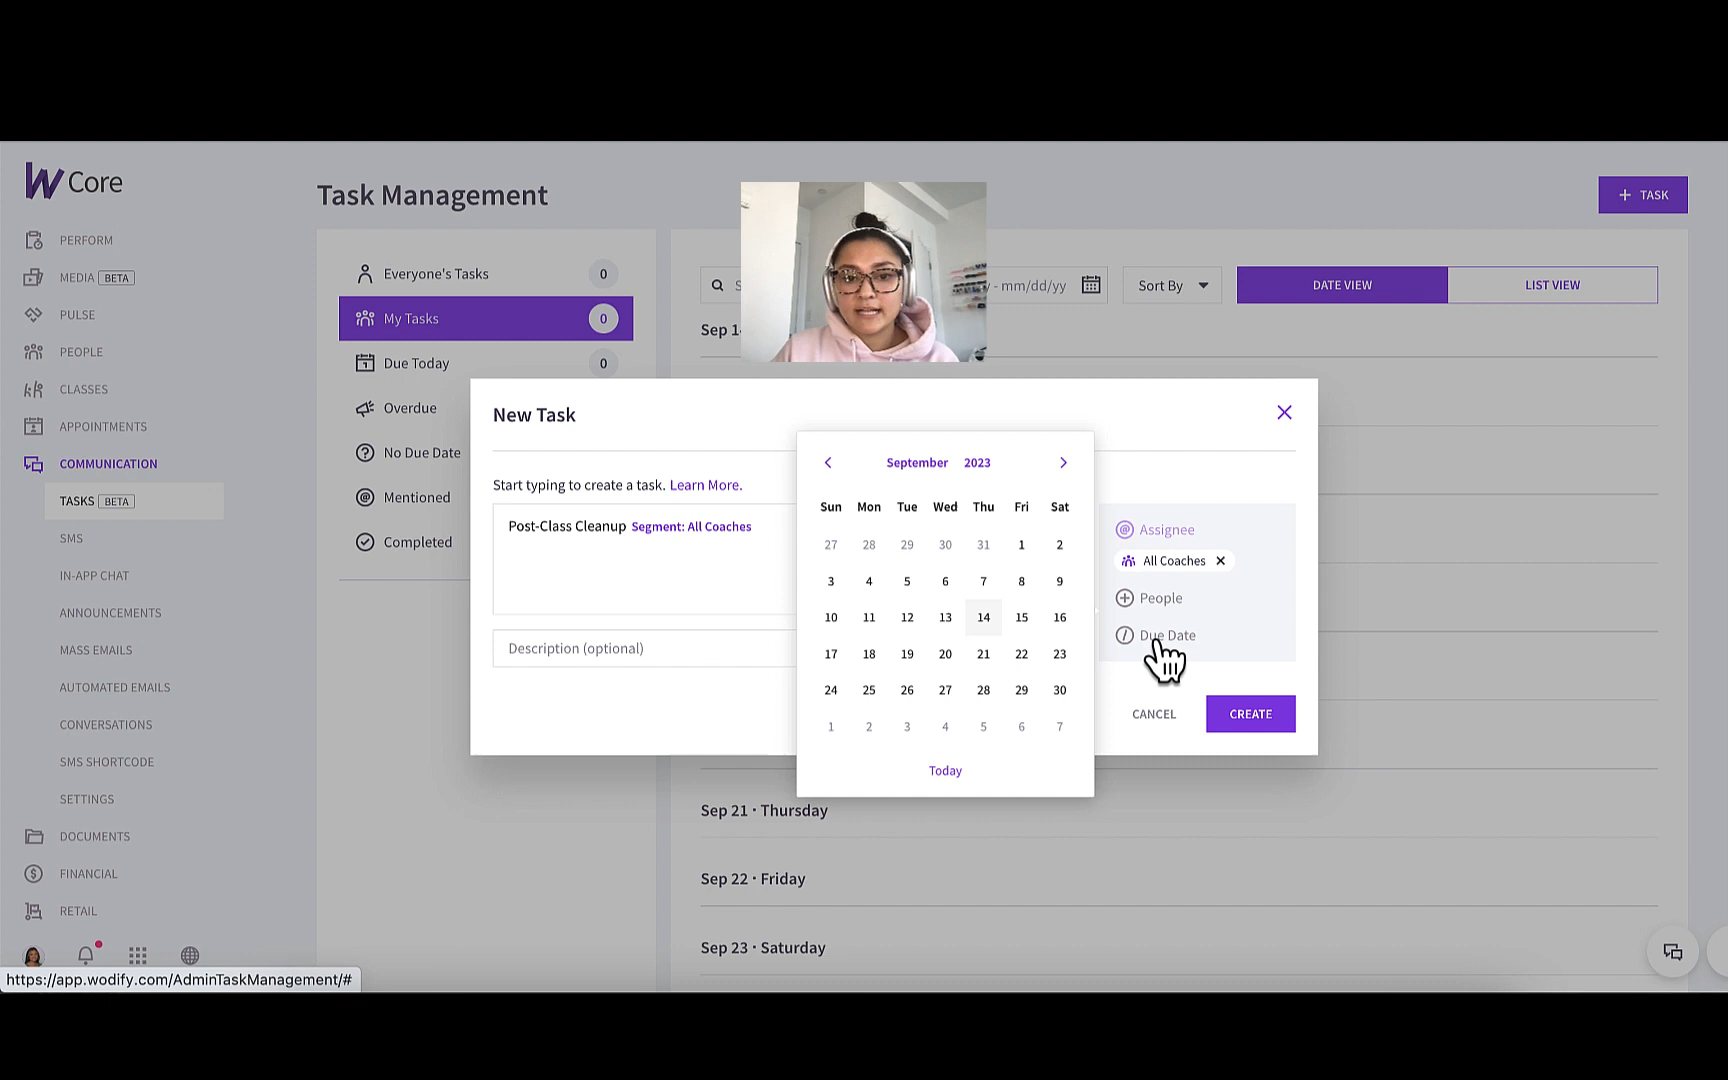 W Core
PERFORM
MEDIA BETA
PULSE
PEOPLE
CLASSES
APPOINTMENTS
COMMUNICATION
TASKS BETA
SMS
IN-APP CHAT
ANNOUNCEMENTS
MASS EMAILS
AUTOMATED EMAILS
CONVERSATIONS
SMS SHORTCODE
SETTINGS
DOCUMENTS
FINANCIAL
RETAIL
https://app.wodify.com/AdminTaskManagement/#
Task Management
+ TASK
Everyone's Tasks 0
My Tasks 0
Due Today 0
Overdue
No Due Date
Mentioned
Completed
- mm/dd/yy
Sort By
DATE VIEW
LIST VIEW
Sep 1
New Task
Start typing to create a task. Learn More.
Post-Class Cleanup Segment: All Coaches
Description (optional)
September 2023
Sun Mon Tue Wed Thu Fri Sat
27 28 29 30 31 1 2
3 4 5 6 7 8 9
10 11 12 13 14 15 16
17 18 19 20 21 22 23
24 25 26 27 28 29 30
1 2 3 4 5 6 7
Today
@ Assignee
All Coaches
People
Due Date
CANCEL
CREATE
Sep 21 · Thursday
Sep 22 · Friday
Sep 23 · Saturday